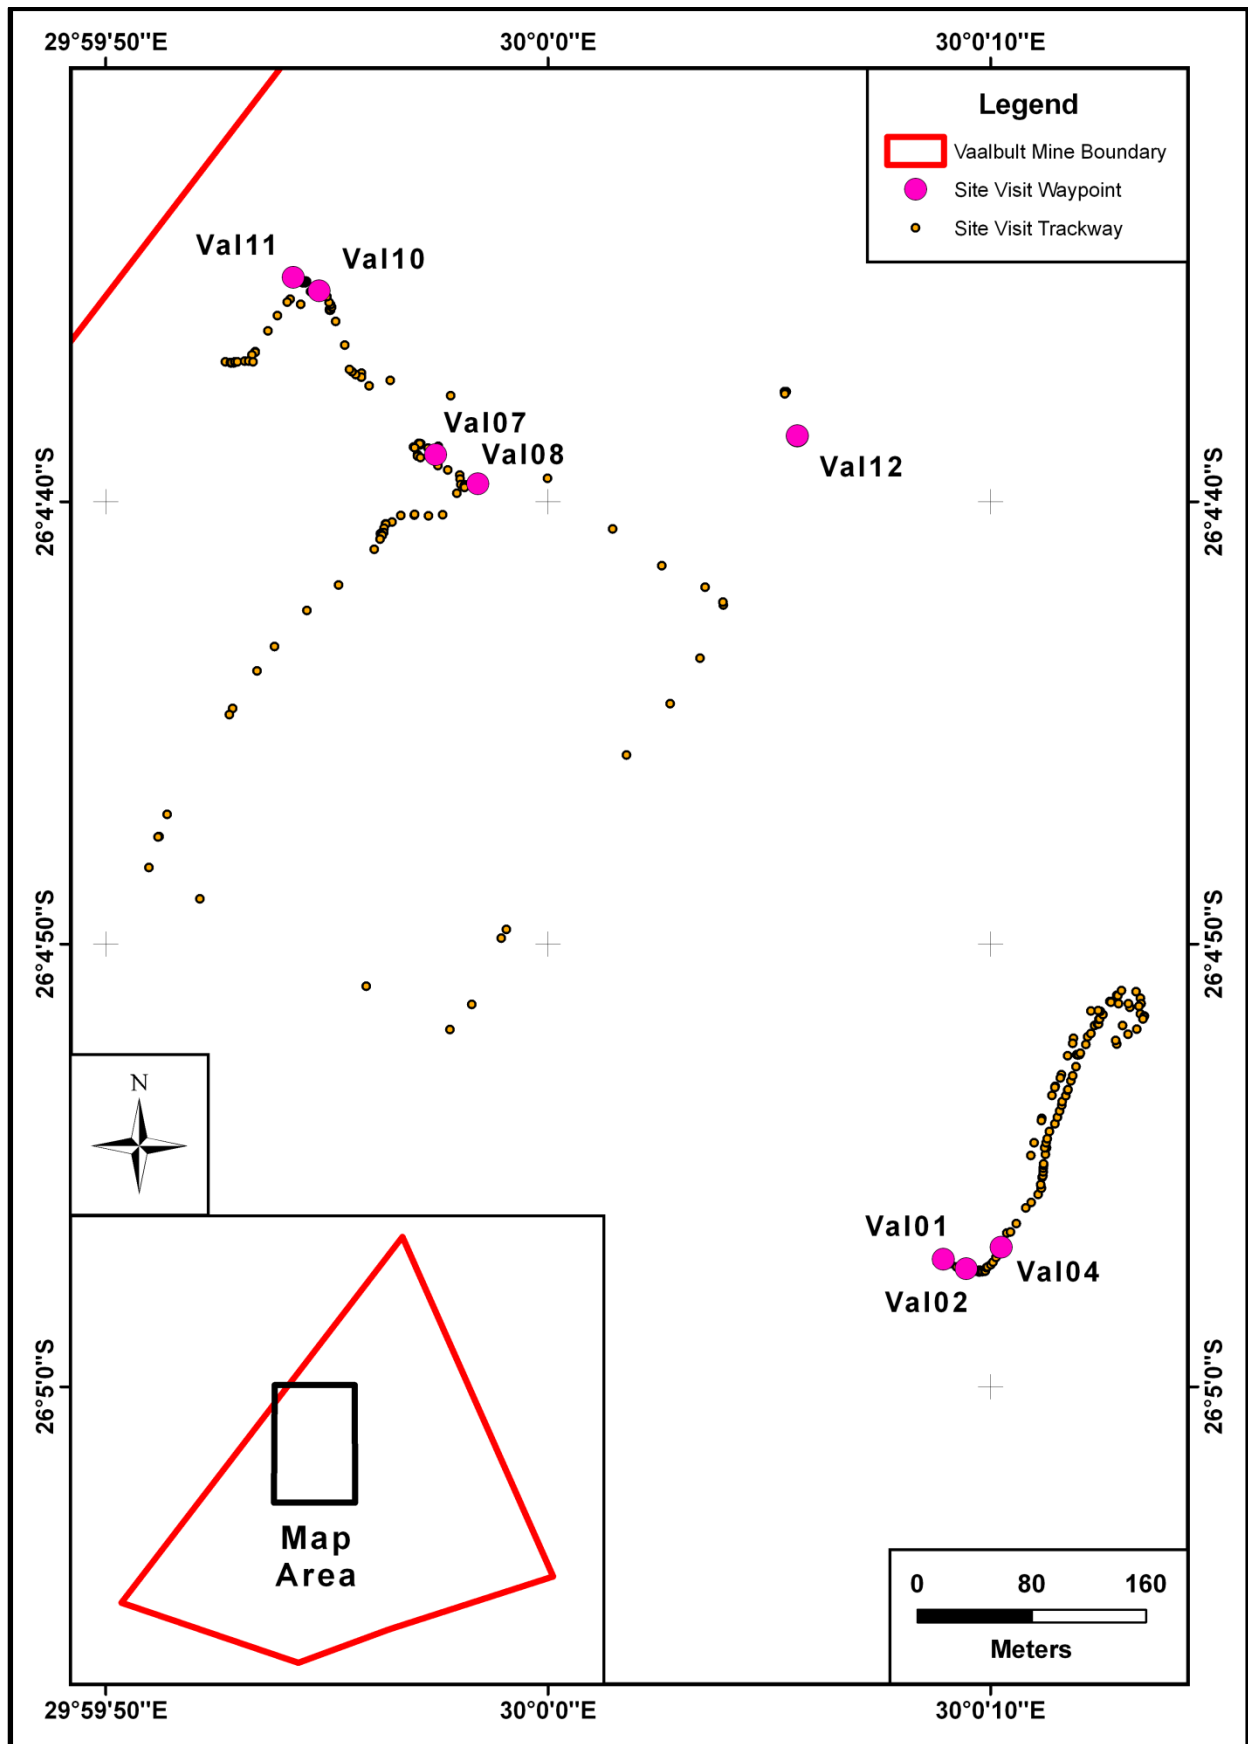 29°59'50"E
30°0'0"E
30°0'10"E
Legend
Vaalbult Mine Boundary
Site Visit Waypoint
Site Visit Trackway
Val11
Val10
Val07
Val08
Val12
26°4'40"S
26°4'40"S
26°4'50"S
26°4'50"S
N
Val01
Val02
Val04
26°5'0"S
26°5'0"S
Map
Area
0 80 160
Meters
29°59'50"E
30°0'0"E
30°0'10"E